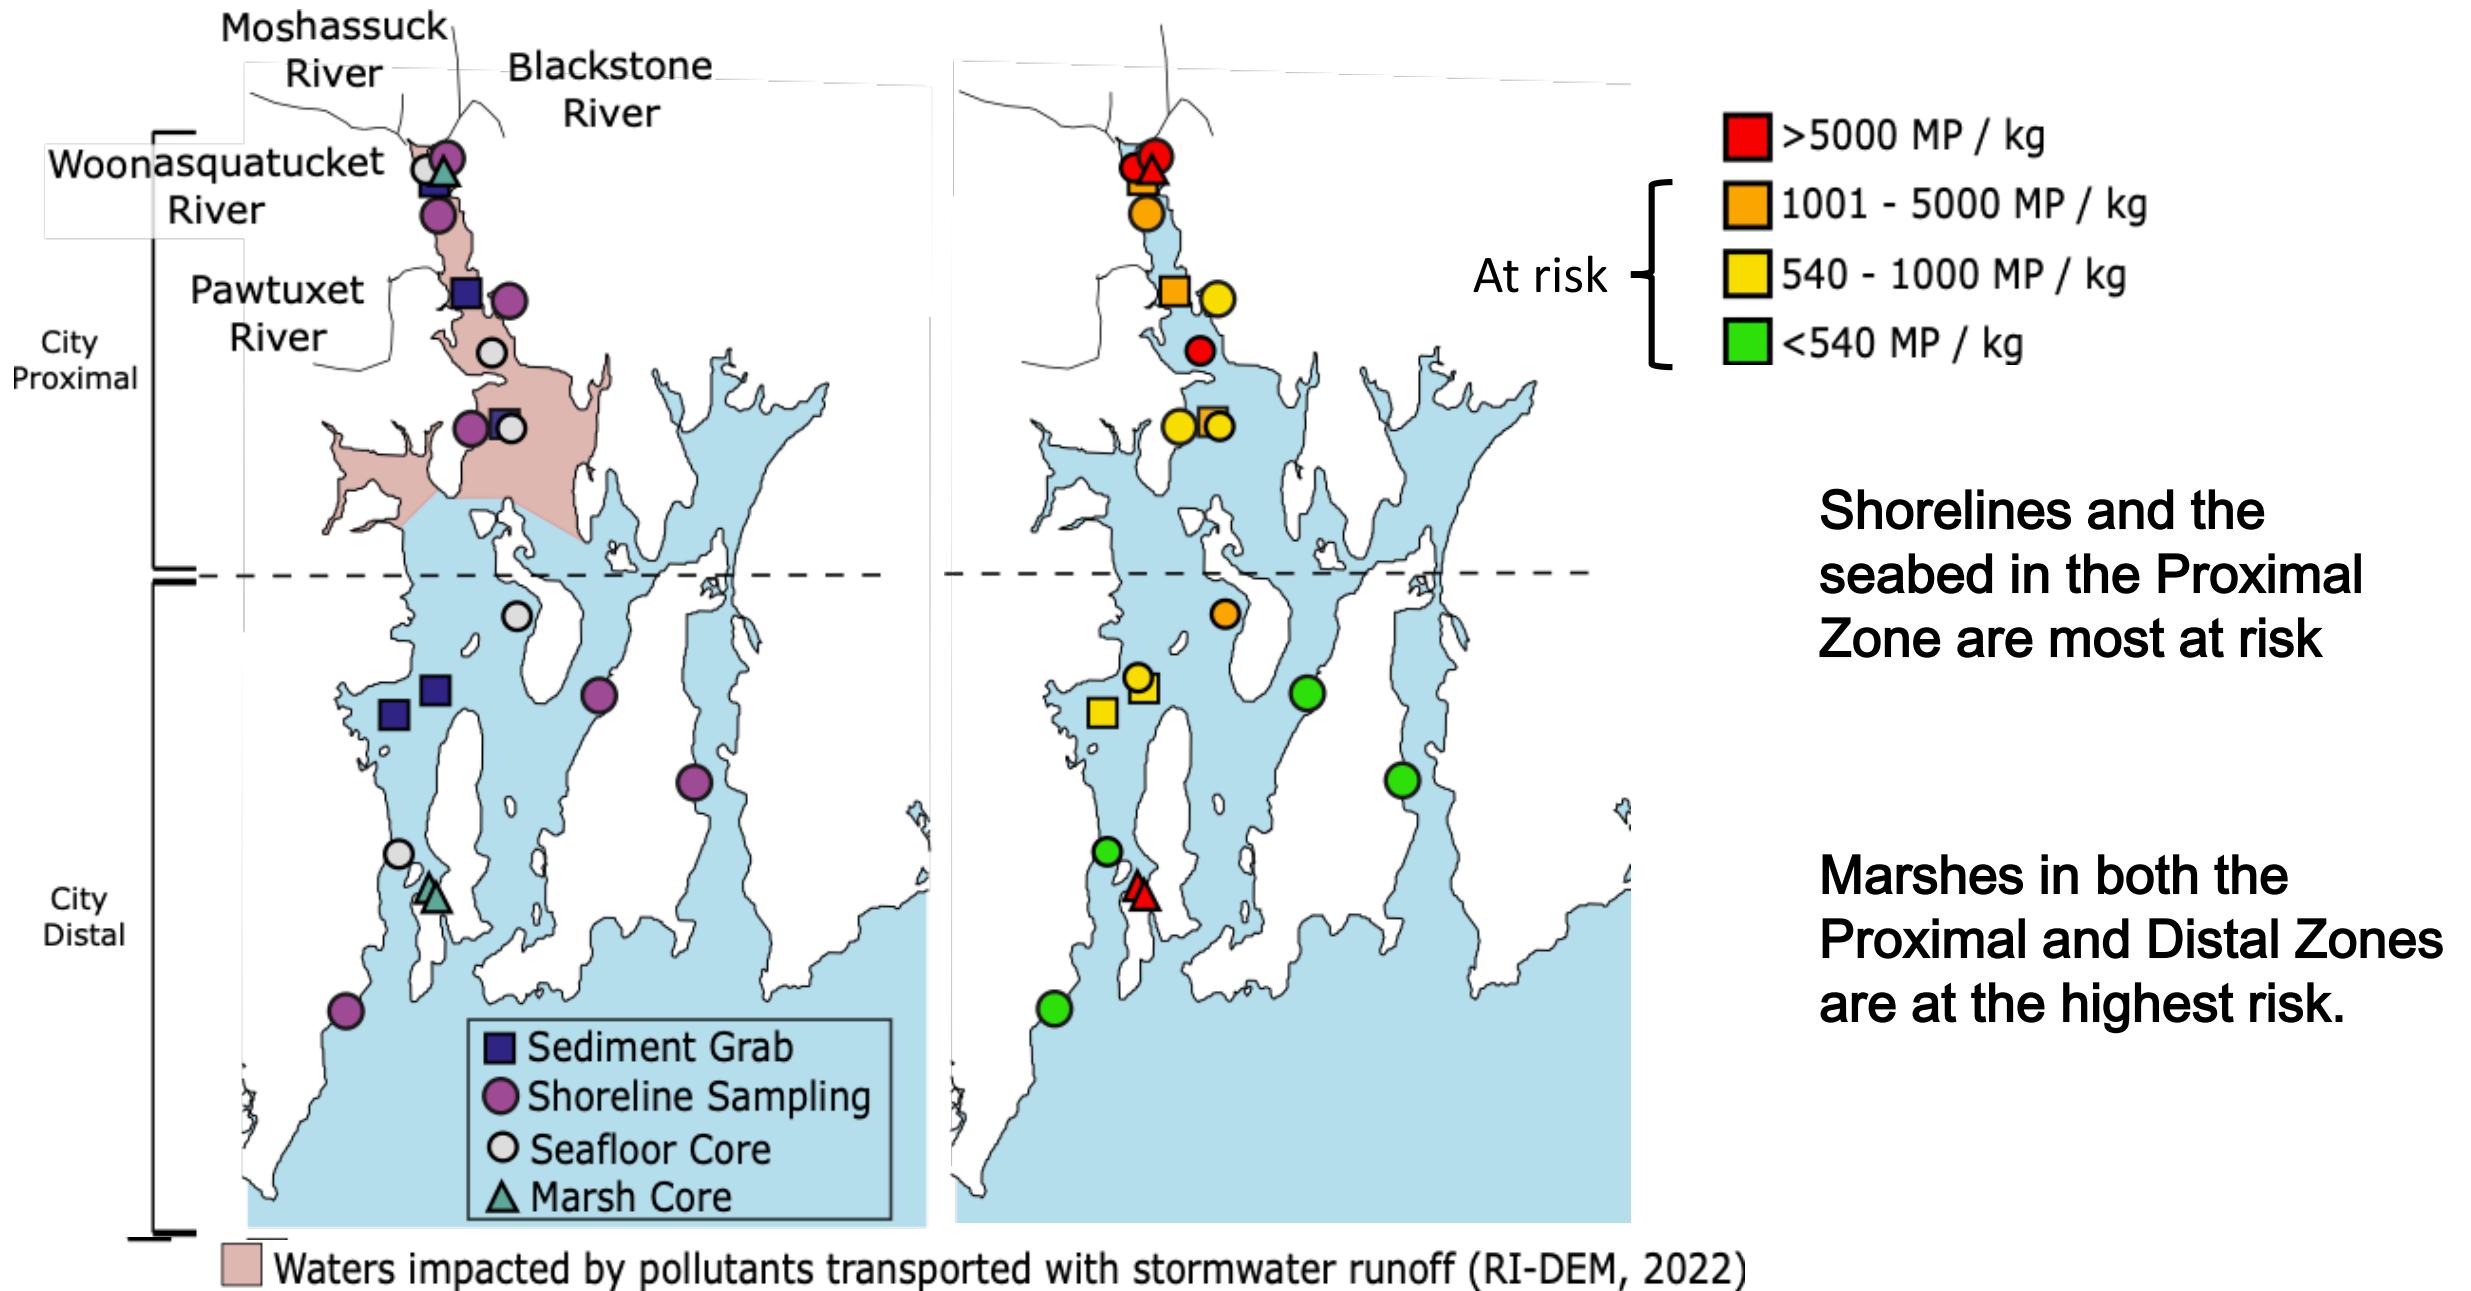 Moshassuck
River
Blackstone
River
Woonasquatucket
River
Pawtuxet
River
City
Proximal
City
Distal
Sediment Grab
Shoreline Sampling
Seafloor Core
Marsh Core
Waters impacted by pollutants transported with stormwater runoff (RI-DEM, 2022)
>5000 MP / kg
1001 - 5000 MP / kg
At risk
540 - 1000 MP / kg
<540 MP / kg
Shorelines and the
seabed in the Proximal
Zone are most at risk
Marshes in both the
Proximal and Distal Zones
are at the highest risk.